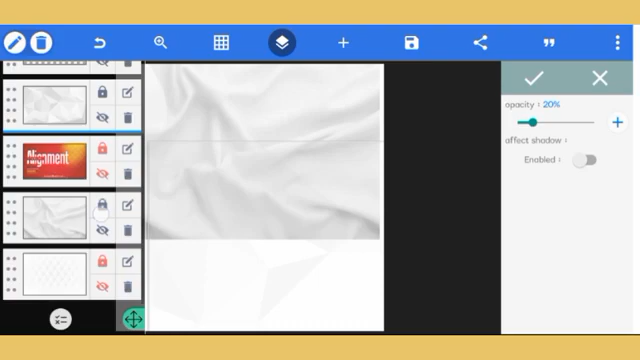 opacity : 20%
affect shadow :
Enabled :
Alignment